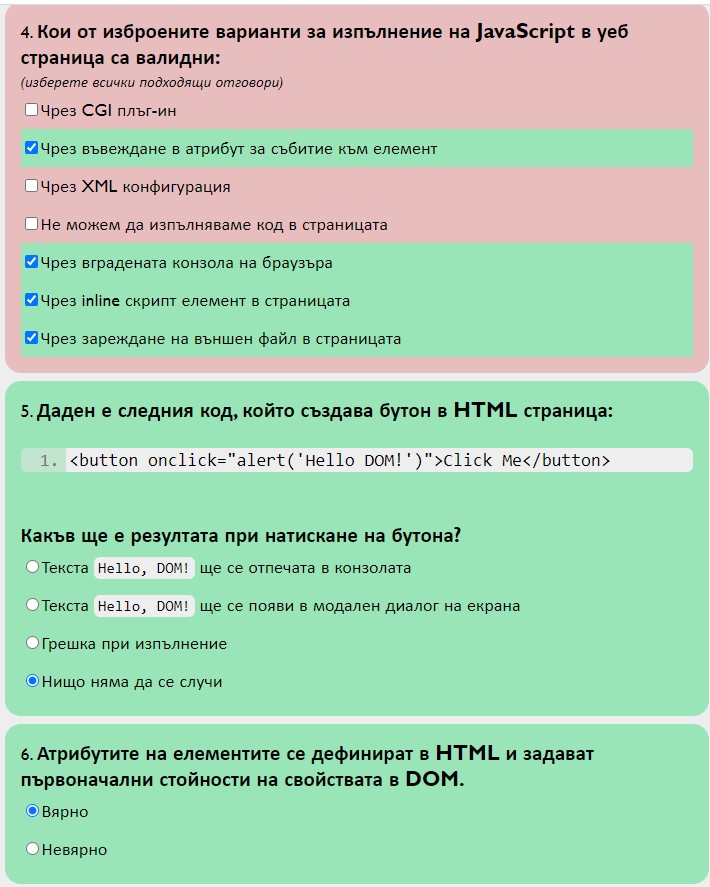 4. Кои от изброените варианти за изпълнение на JavaScript в уеб
страница са валидни:
(изберете всички подходящи отговори)
Чрез CGI плъг-ин
Чрез въвеждане в атрибут за събитие към елемент
Чрез XML конфигурация
Не можем да изпълняваме код в страницата
Чрез вградената конзола на браузъра
Чрез inline скрипт елемент в страницата
Чрез зареждане на външен файл в страницата
5. Даден е следния код, който създава бутон в HTML страница:
1. <button onclick="alert('Hello DOM!')">Click Me</button>
Какъв ще е резултата при натискане на бутона?
Текста Hello, DOM! ще се отпечата в конзолата
Текста Hello, DOM! ще се появи в модален диалог на екрана
Грешка при изпълнение
Нищо няма да се случи
6. Атрибутите на елементите се дефинират в HTML и задават
първоначални стойности на свойствата в DOM.
Вярно
Невярно